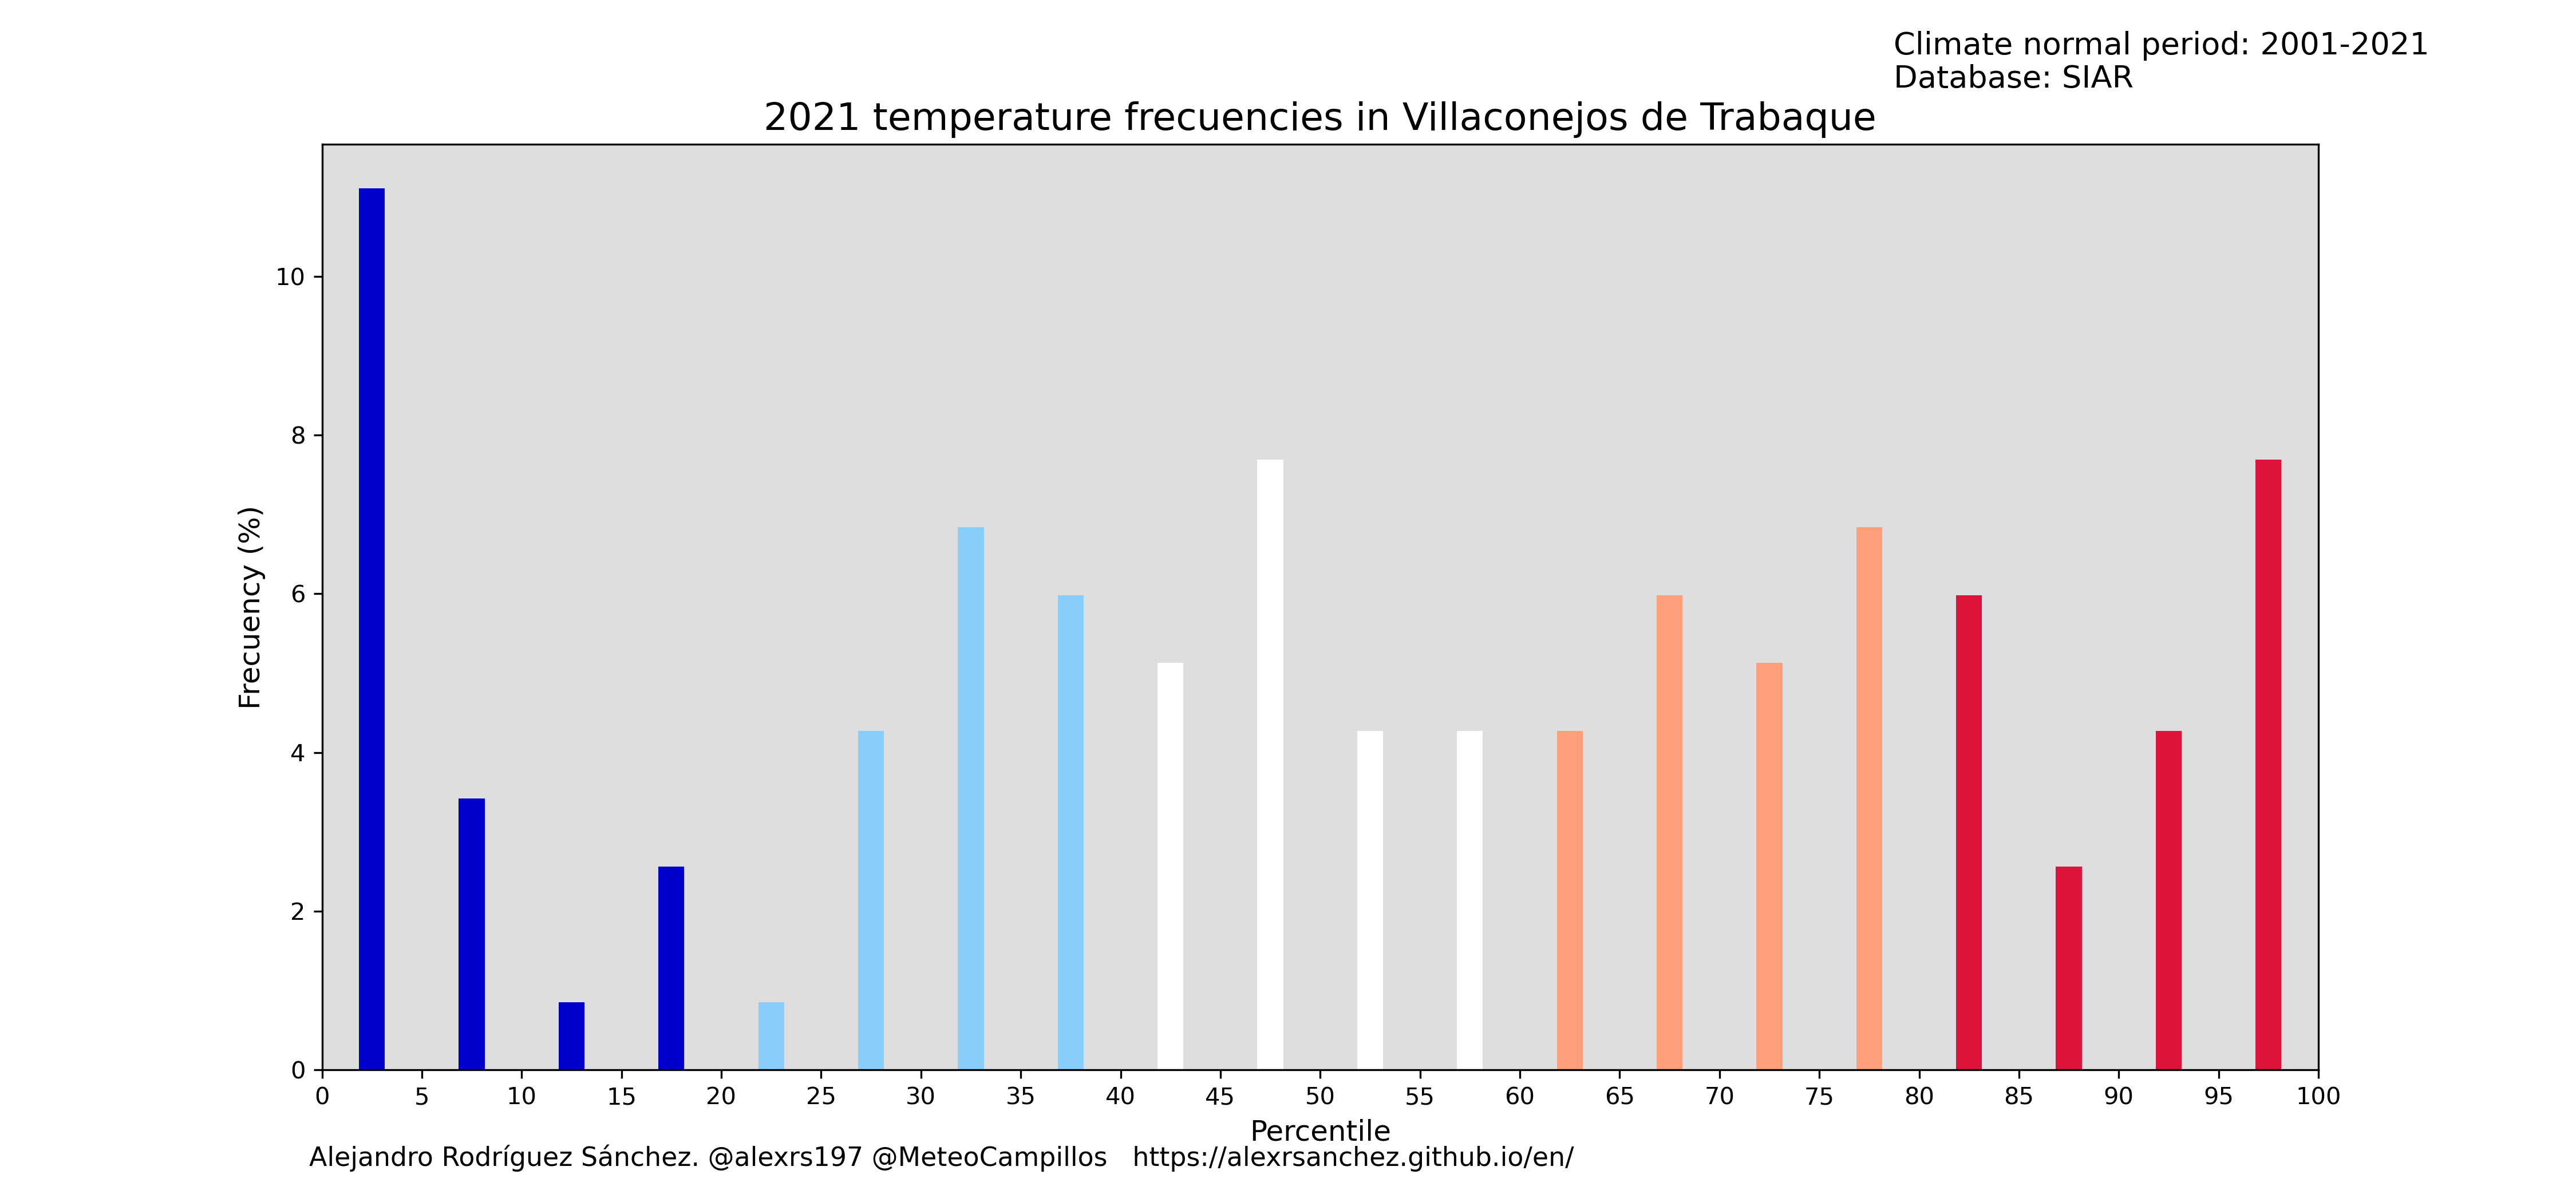 Climate normal period: 2001-2021
Database: SIAR
2021 temperature frecuencies in Villaconejos de Trabaque
Frecuency (%)
10
8
6
4
2
0
0 5 10 15 20 25 30 35 40 45 50 55 60 65 70 75 80 85 90 95 100
Percentile
Alejandro Rodríguez Sánchez. @alexrs197 @MeteoCampillos https://alexrsanchez.github.io/en/